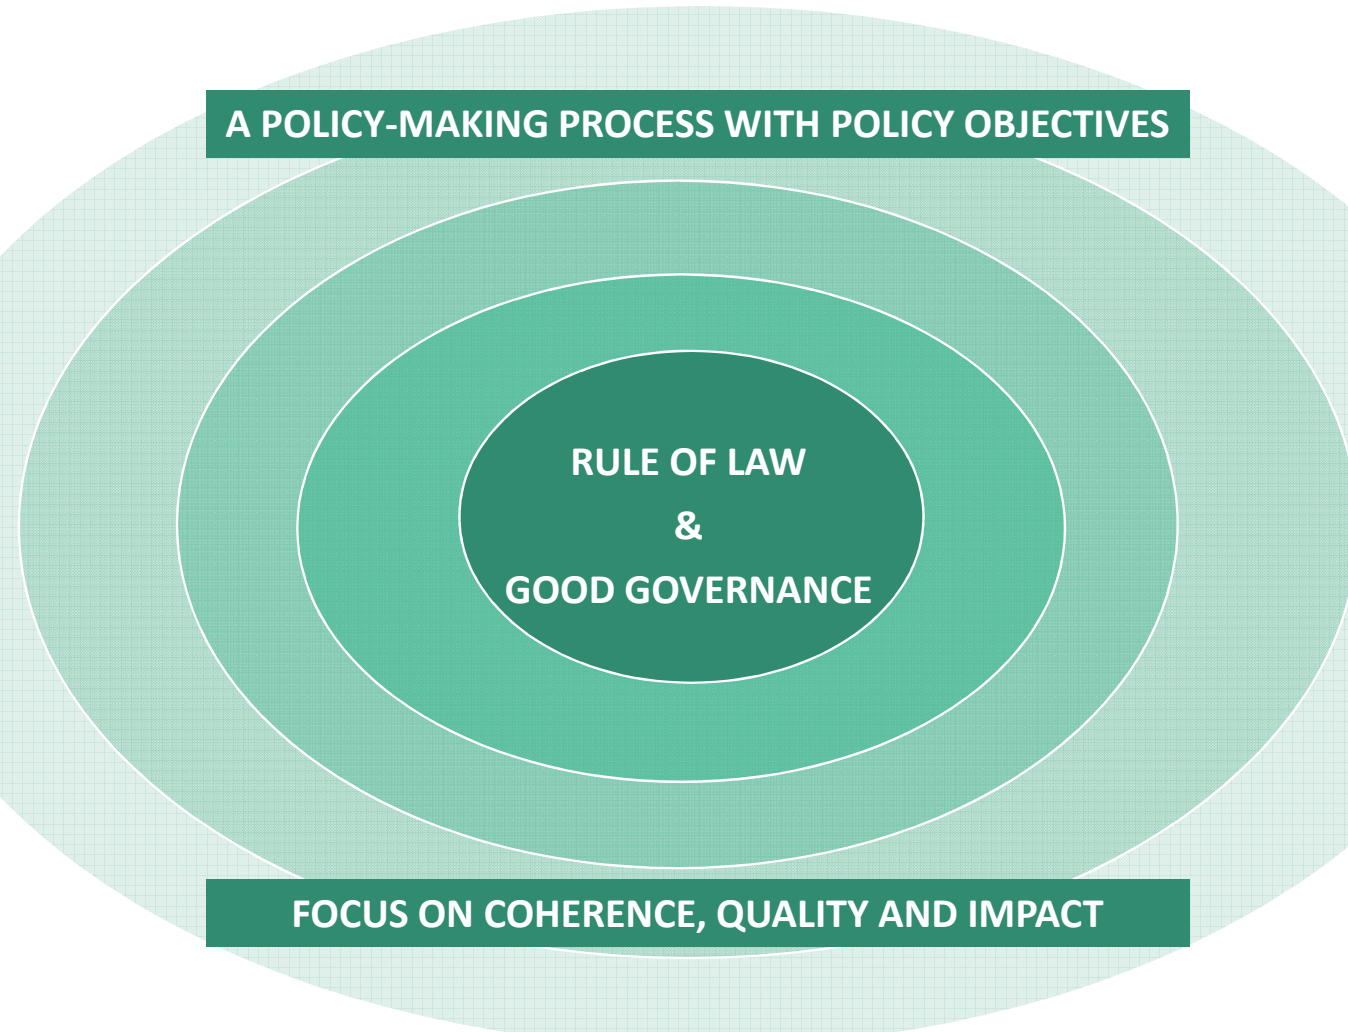 A POLICY-MAKING PROCESS WITH POLICY OBJECTIVES
RULE OF LAW
&
GOOD GOVERNANCE
FOCUS ON COHERENCE, QUALITY AND IMPACT